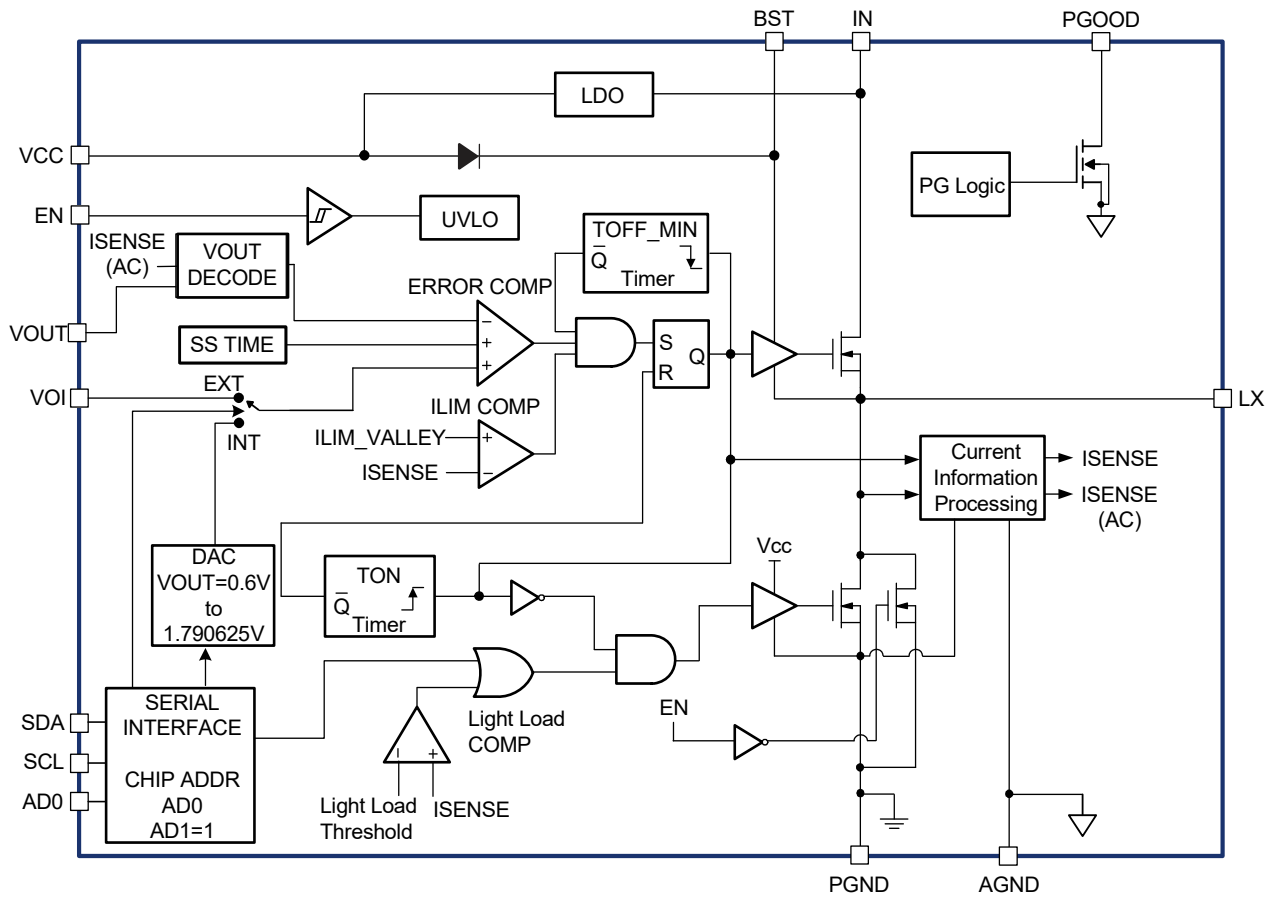 BST
IN
PGOOD
LDO
VCC
PG Logic
EN
UVLO
ISENSE
(AC)
VOUT
DECODE
TOFF_MIN
Q̅
Timer
ERROR COMP
−
+
+
VOUT
SS TIME
S
R
Q
VOI
EXT
INT
LX
ILIM COMP
ILIM_VALLEY
+
ISENSE
−
Current
Information
Processing
ISENSE
ISENSE
(AC)
DAC
VOUT=0.6V
to
1.790625V
TON
Q̅
Timer
Vcc
SERIAL
INTERFACE
CHIP ADDR
AD0
AD1=1
SDA
SCL
AD0
Light Load
COMP
−
+
Light Load
Threshold
ISENSE
EN
PGND
AGND